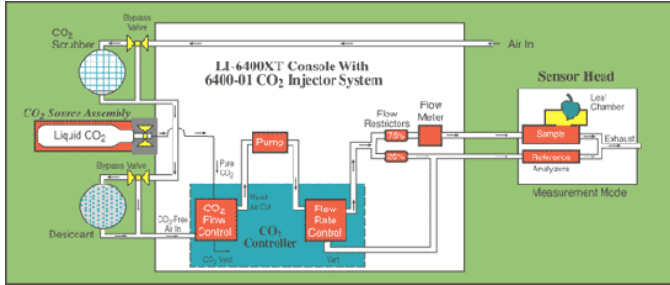 Bypass
Valve
CO₂
Scrubber
Air In
LI-6400XT Console With
6400-01 CO₂ Injector System
Sensor Head
CO₂ Source Assembly
Liquid CO₂
Flow
Restrictors
Flow
Meter
Leaf
Chamber
75%
Sample
Exhaust
Pump
25%
Reference
Analyzers
Bypass Valve
Pure
CO₂
Measurement Mode
Desiccant
CO₂-Free
Air In
CO₂
Flow
Control
Flow
Rate
Control
CO₂
Controller
CO₂ Vent
Vent